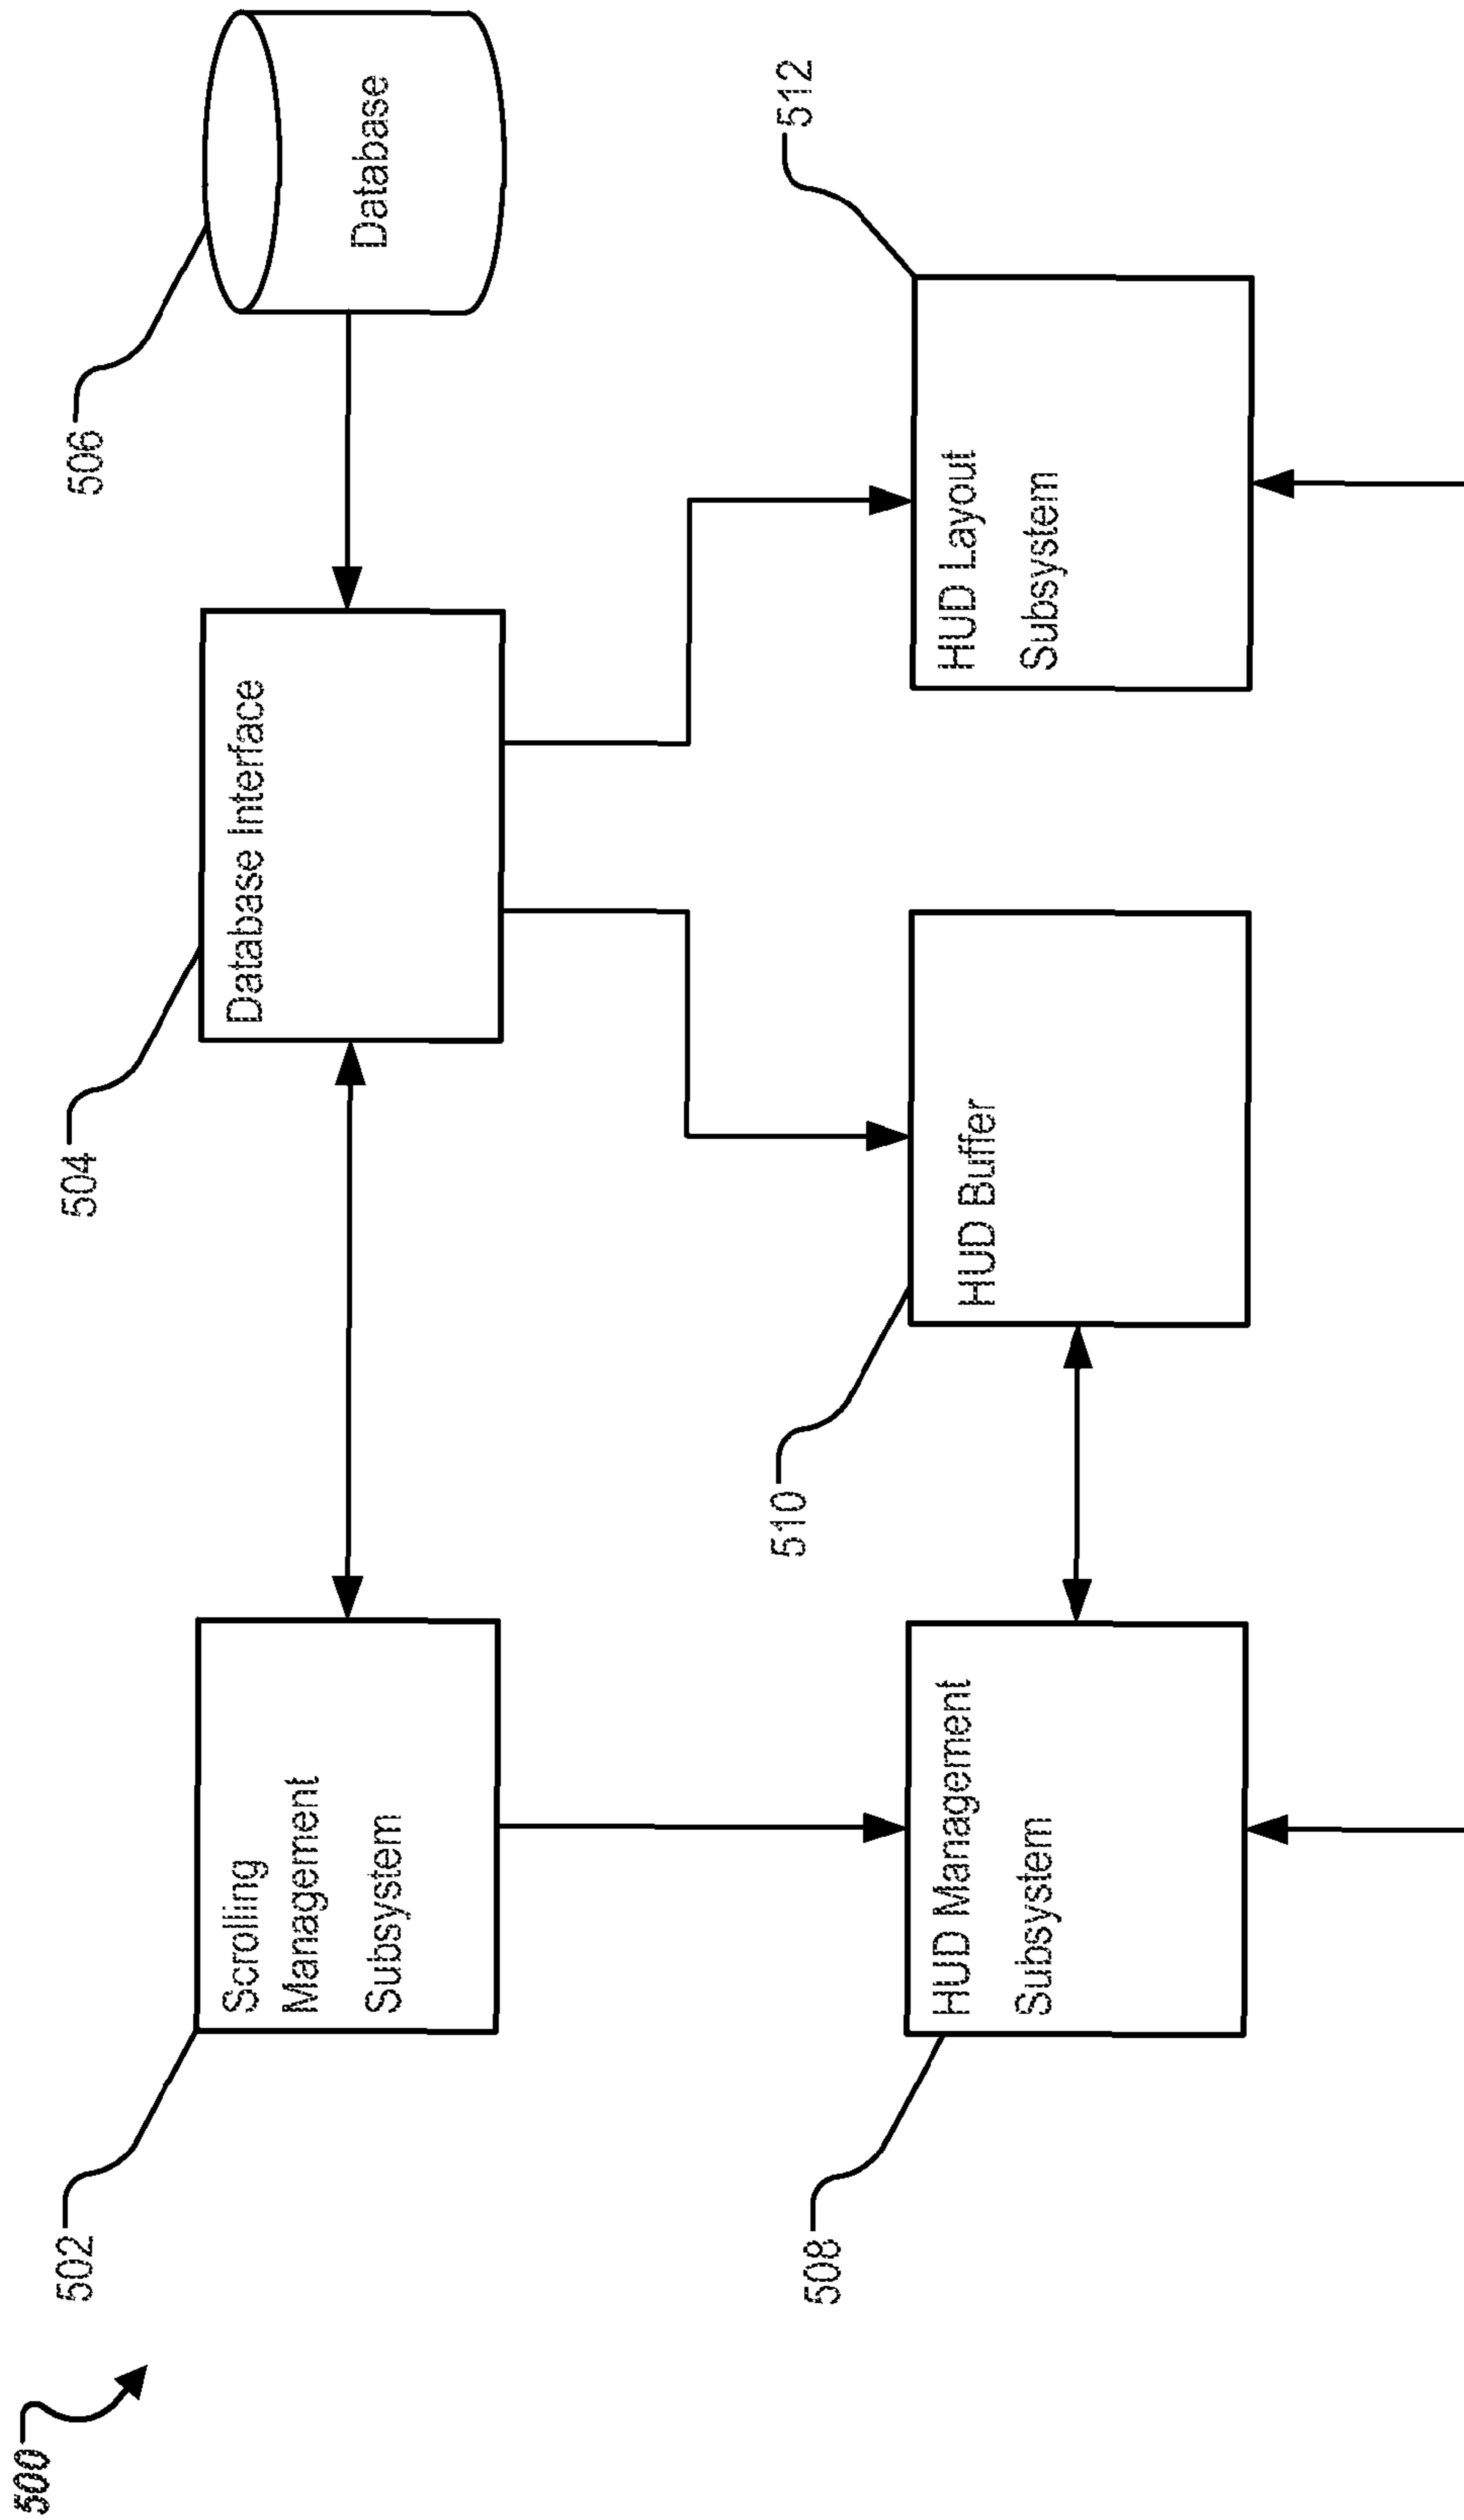 500
502
Scrolling
Management
Subsystem
504
Database Interface
506
Database
508
HUD Management
Subsystem
510
HUD Buffer
512
HUD Layout
Subsystem